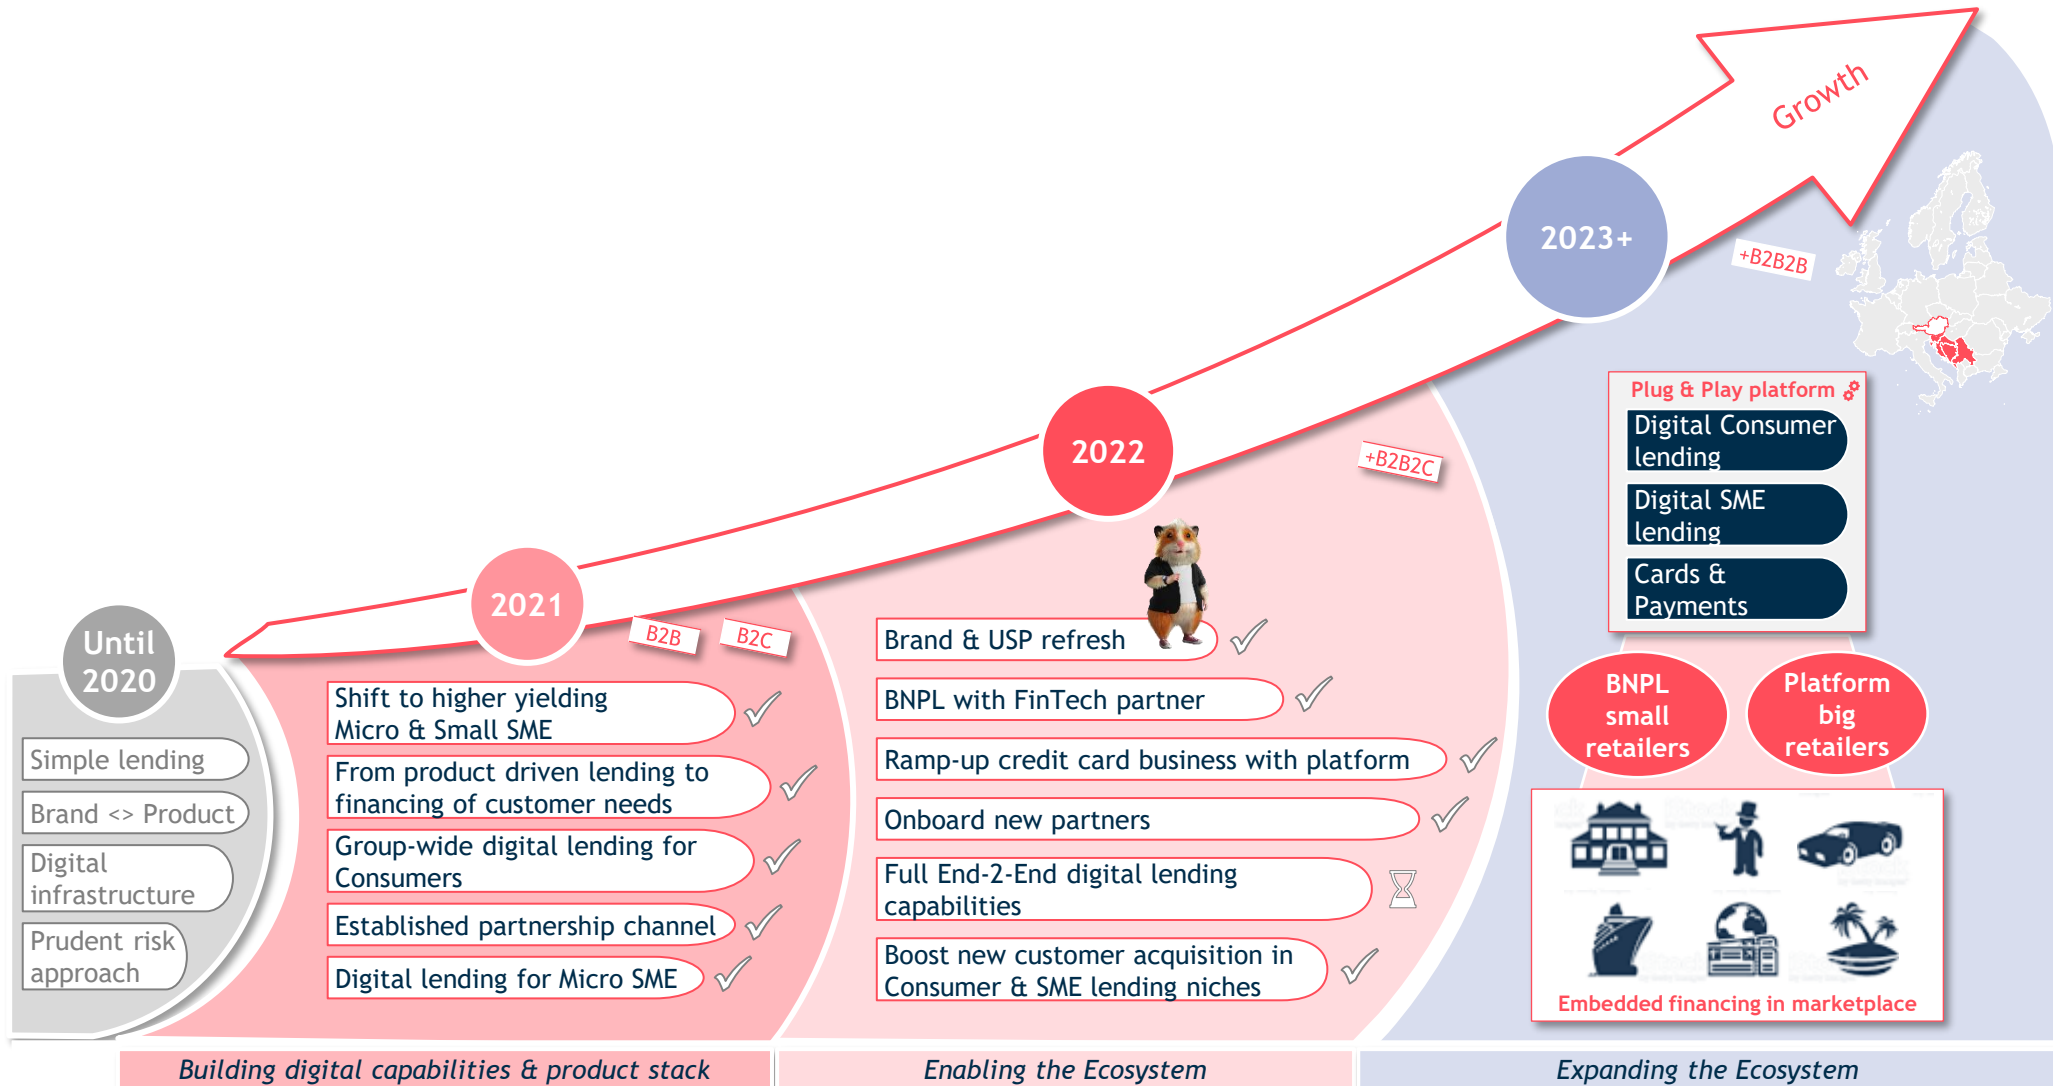 Growth
2023+
+B2B2B
2022
+B2B2C
2021
B2B
B2C
Until
2020
Simple lending
Brand <> Product
Digital
infrastructure
Prudent risk
approach
Shift to higher yielding
Micro & Small SME
From product driven lending to
financing of customer needs
Group-wide digital lending for
Consumers
Established partnership channel
Digital lending for Micro SME
Brand & USP refresh
BNPL with FinTech partner
Ramp-up credit card business with platform
Onboard new partners
Full End-2-End digital lending
capabilities
Boost new customer acquisition in
Consumer & SME lending niches
Plug & Play platform
Digital Consumer
lending
Digital SME
lending
Cards &
Payments
BNPL
small
retailers
Platform
big
retailers
Embedded financing in marketplace
Building digital capabilities & product stack
Enabling the Ecosystem
Expanding the Ecosystem